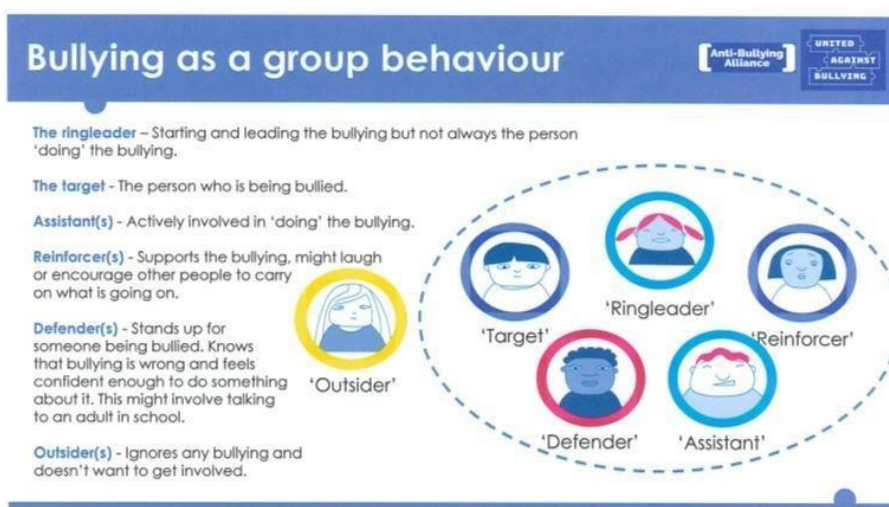 Bullying as a group behaviour
Anti-Bullying
Alliance
UNITED
AGAINST
BULLYING
The ringleader – Starting and leading the bullying but not always the person
'doing' the bullying.
The target - The person who is being bullied.
Assistant(s) - Actively involved in 'doing' the bullying.
Reinforcer(s) - Supports the bullying, might laugh
or encourage other people to carry
on what is going on.
Defender(s) - Stands up for
someone being bullied. Knows
that bullying is wrong and feels
confident enough to do something
about it. This might involve talking
to an adult in school.
Outsider(s) - Ignores any bullying and
doesn't want to get involved.
'Outsider'
'Target'
'Ringleader'
'Reinforcer'
'Defender'
'Assistant'